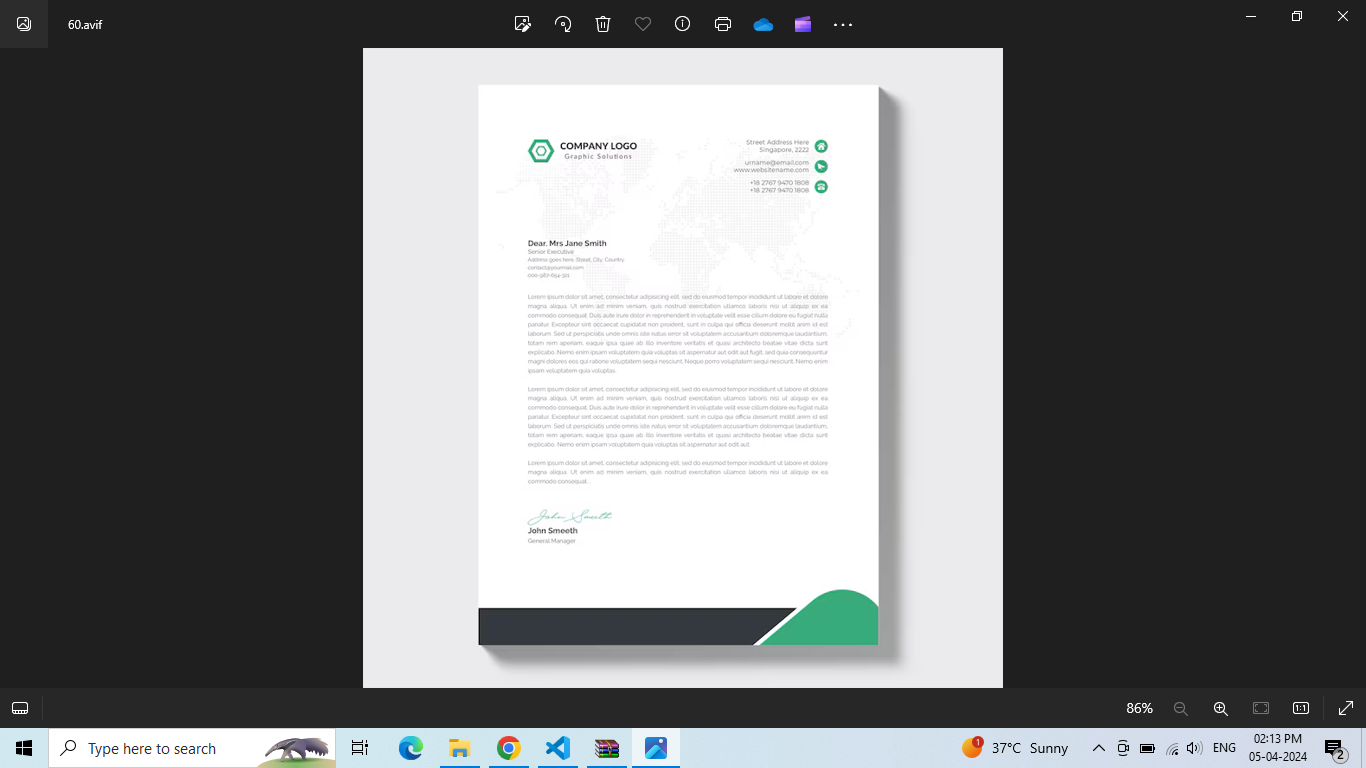 60.avif
COMPANY LOGO
Graphic Solutions
Street Address Here
Singapore, 2222
urname@email.com
www.websitename.com
+18 2767 9470 1808
+18 2767 9470 1808
Dear. Mrs Jane Smith
Senior Executive
Address goes here, Street, City, Country,
contact@yourmail.com
000-987-654-321
Lorem ipsum dolor sit amet, consectetur adipisicing elit, sed do eiusmod tempor incididunt ut labore et dolore
magna aliqua. Ut enim ad minim veniam, quis nostrud exercitation ullamco laboris nisi ut aliquip ex ea
commodo consequat. Duis aute irure dolor in reprehenderit in voluptate velit esse cillum dolore eu fugiat nulla
pariatur. Excepteur sint occaecat cupidatat non proident, sunt in culpa qui officia deserunt mollit anim id est
laborum. Sed ut perspiciatis unde omnis iste natus error sit voluptatem accusantium doloremque laudantium,
totam rem aperiam, eaque ipsa quae ab illo inventore veritatis et quasi architecto beatae vitae dicta sunt
explicabo. Nemo enim ipsam voluptatem quia voluptas sit aspernatur aut odit aut fugit, sed quia consequuntur
magni dolores eos qui ratione voluptatem sequi nesciunt. Neque porro voluptatem sequi nesciunt. Nemo enim
ipsam voluptatem quia voluptas.
Lorem ipsum dolor sit amet, consectetur adipisicing elit, sed do eiusmod tempor incididunt ut labore et dolore
magna aliqua. Ut enim ad minim veniam, quis nostrud exercitation ullamco laboris nisi ut aliquip ex ea
commodo consequat. Duis aute irure dolor in reprehenderit in voluptate velit esse cillum dolore eu fugiat nulla
pariatur. Excepteur sint occaecat cupidatat non proident, sunt in culpa qui officia deserunt mollit anim id est
laborum. Sed ut perspiciatis unde omnis iste natus error sit voluptatem accusantium doloremque laudantium,
totam rem aperiam, eaque ipsa quae ab illo inventore veritatis et quasi architecto beatae vitae dicta sunt
explicabo. Nemo enim ipsam voluptatem quia voluptas sit aspernatur aut odit aut.
Lorem ipsum dolor sit amet, consectetur adipisicing elit, sed do eiusmod tempor incididunt ut labore et dolore
magna aliqua. Ut enim ad minim veniam, quis nostrud exercitation ullamco laboris nisi ut aliquip ex ea
commodo consequat .
John Smeeth
John Smeeth
General Manager
86%
1:1
Type here to search
1
37°C Sunny
ENG
02:13 PM
05-04-2024
2